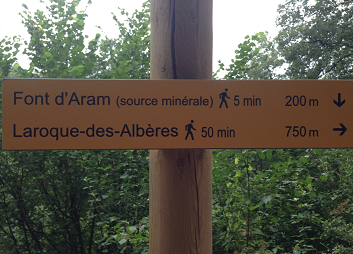 Font d'Aram (source minérale) 5 min 200 m ↓
Laroque-des-Albères 50 min 750 m →